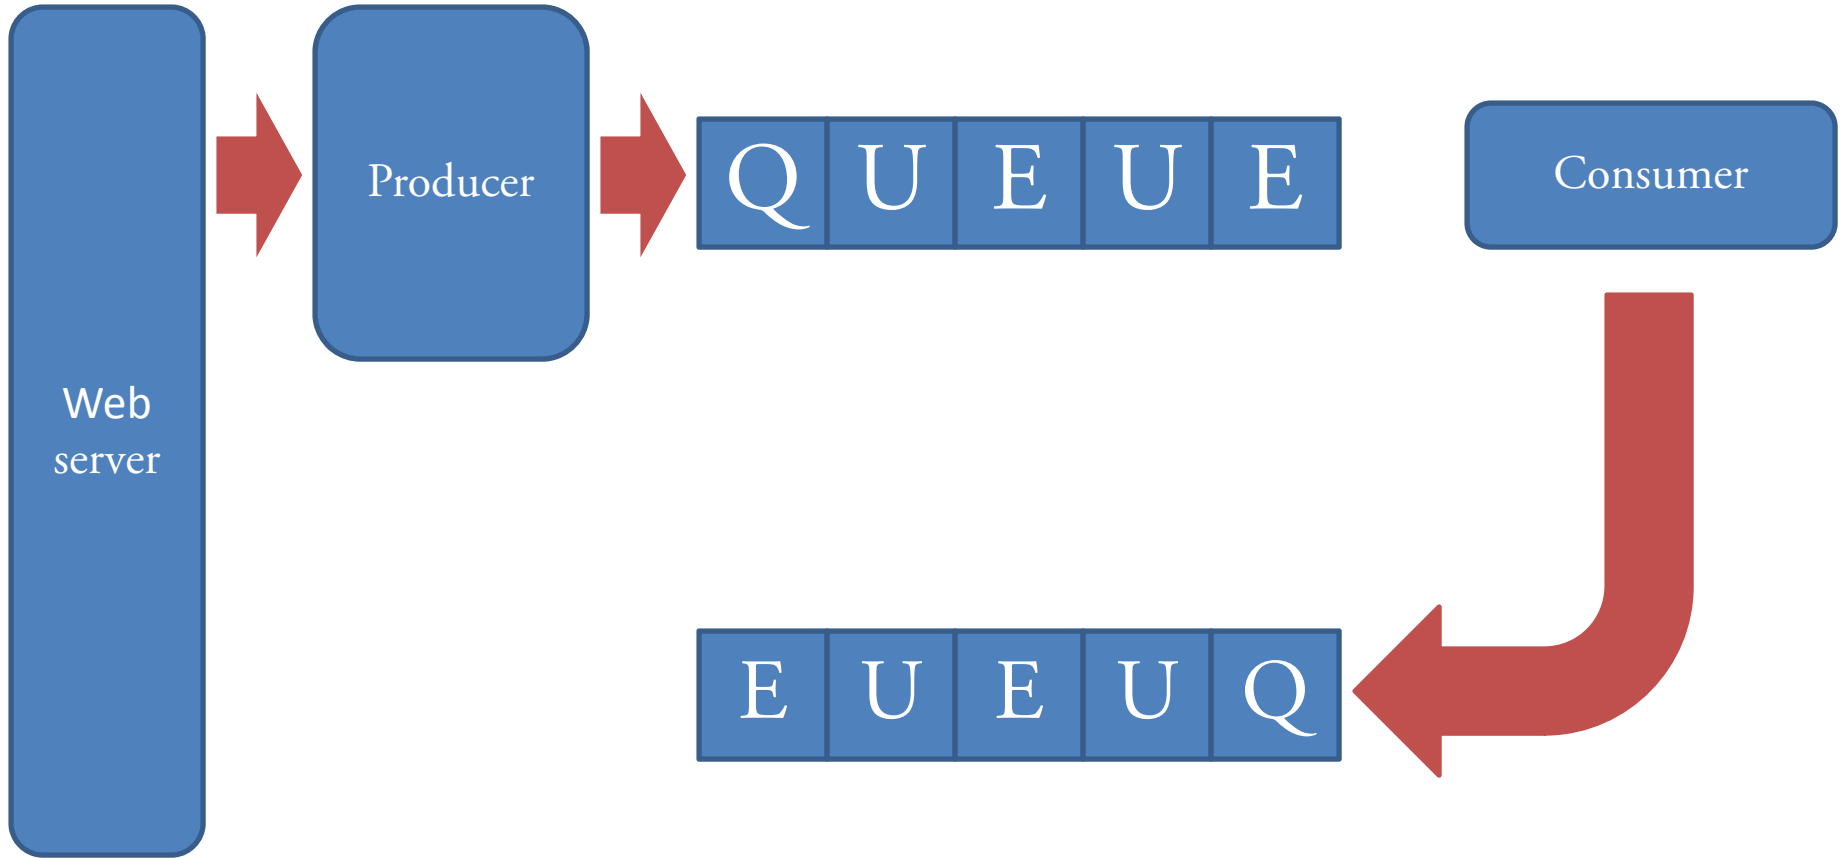 Web
server
Producer
Q U E U E
Consumer
E U E U Q